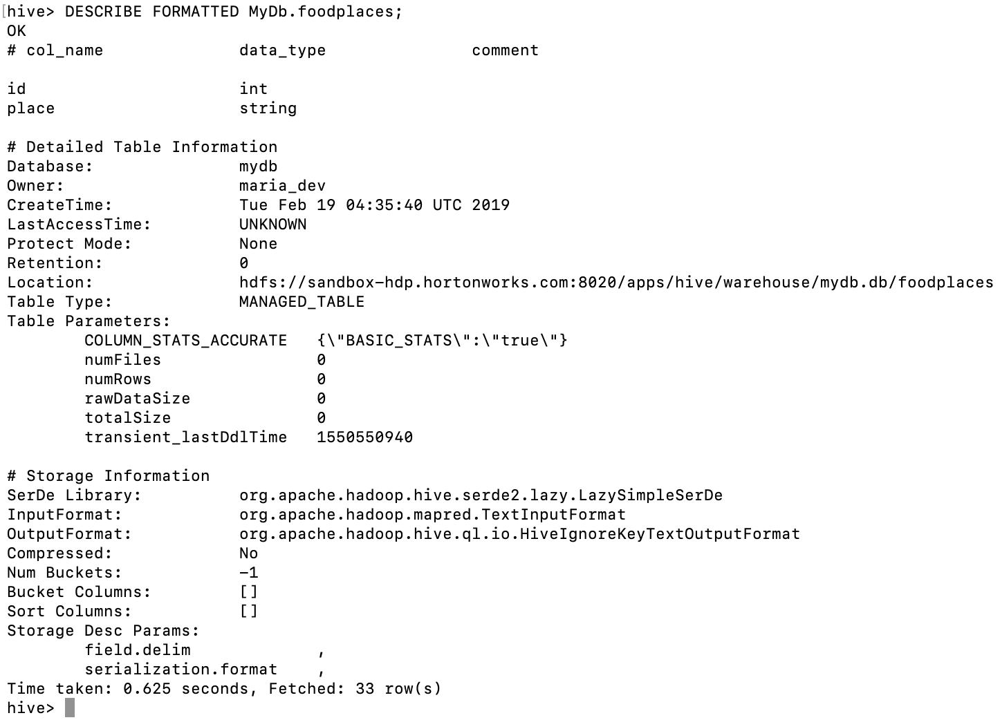 [hive> DESCRIBE FORMATTED MyDb.foodplaces;
OK
# col_name data_type comment
id int
place string
# Detailed Table Information
Database: mydb
Owner: maria_dev
CreateTime: Tue Feb 19 04:35:40 UTC 2019
LastAccessTime: UNKNOWN
Protect Mode: None
Retention: 0
Location: hdfs://sandbox-hdp.hortonworks.com:8020/apps/hive/warehouse/mydb.db/foodplaces
Table Type: MANAGED_TABLE
Table Parameters:
COLUMN_STATS_ACCURATE {\"BASIC_STATS\":\"true\"}
numFiles 0
numRows 0
rawDataSize 0
totalSize 0
transient_lastDdlTime 1550550940
# Storage Information
SerDe Library: org.apache.hadoop.hive.serde2.lazy.LazySimpleSerDe
InputFormat: org.apache.hadoop.mapred.TextInputFormat
OutputFormat: org.apache.hadoop.hive.ql.io.HiveIgnoreKeyTextOutputFormat
Compressed: No
Num Buckets: -1
Bucket Columns: []
Sort Columns: []
Storage Desc Params:
field.delim ,
serialization.format ,
Time taken: 0.625 seconds, Fetched: 33 row(s)
hive>